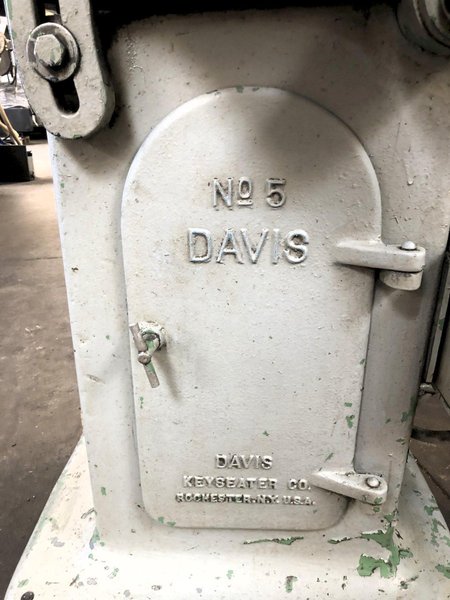 Nº 5
DAVIS
DAVIS
KEYSEATER CO.
ROCHESTER. N.Y. U.S.A.